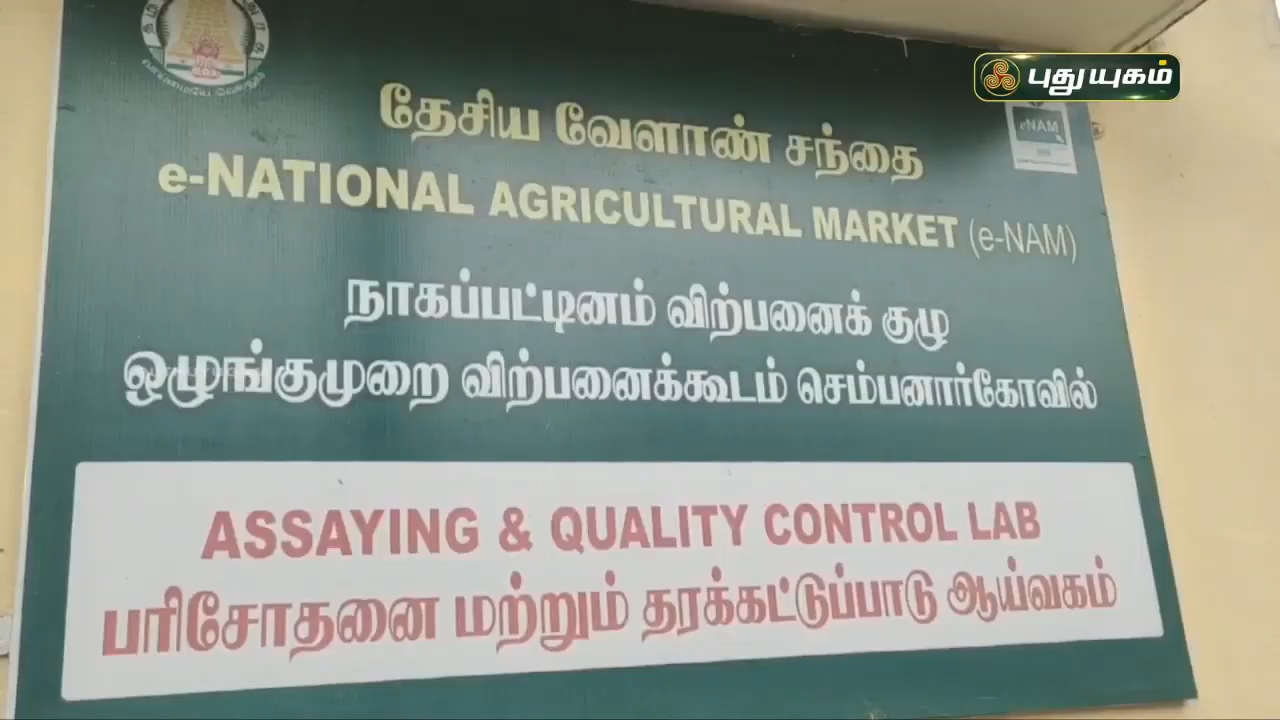 புதுயுகம்
தேசிய வேளாண் சந்தை
eNAM
e-NATIONAL AGRICULTURAL MARKET (e-NAM)
நாகப்பட்டினம் விற்பனைக் குழு
ஒழுங்குமுறை விற்பனைக்கூடம் செம்பனார்கோவில்
ASSAYING & QUALITY CONTROL LAB
பரிசோதனை மற்றும் தரக்கட்டுப்பாடு ஆய்வகம்